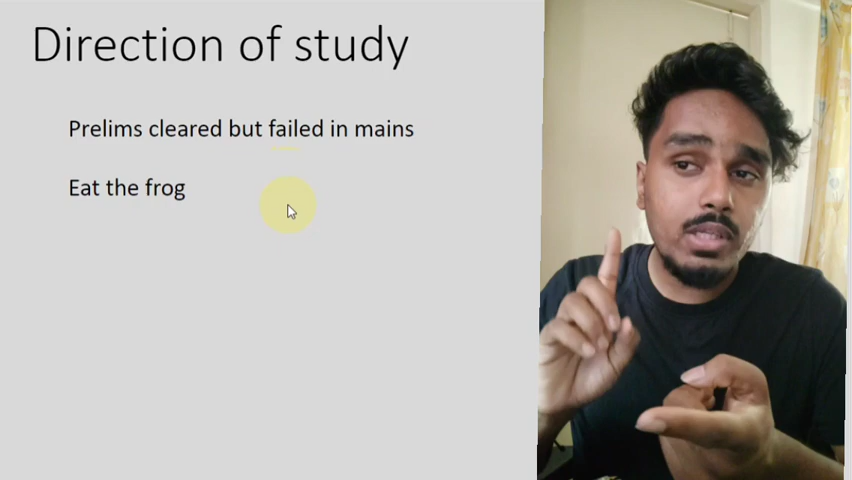 Direction of study
Prelims cleared but failed in mains
Eat the frog